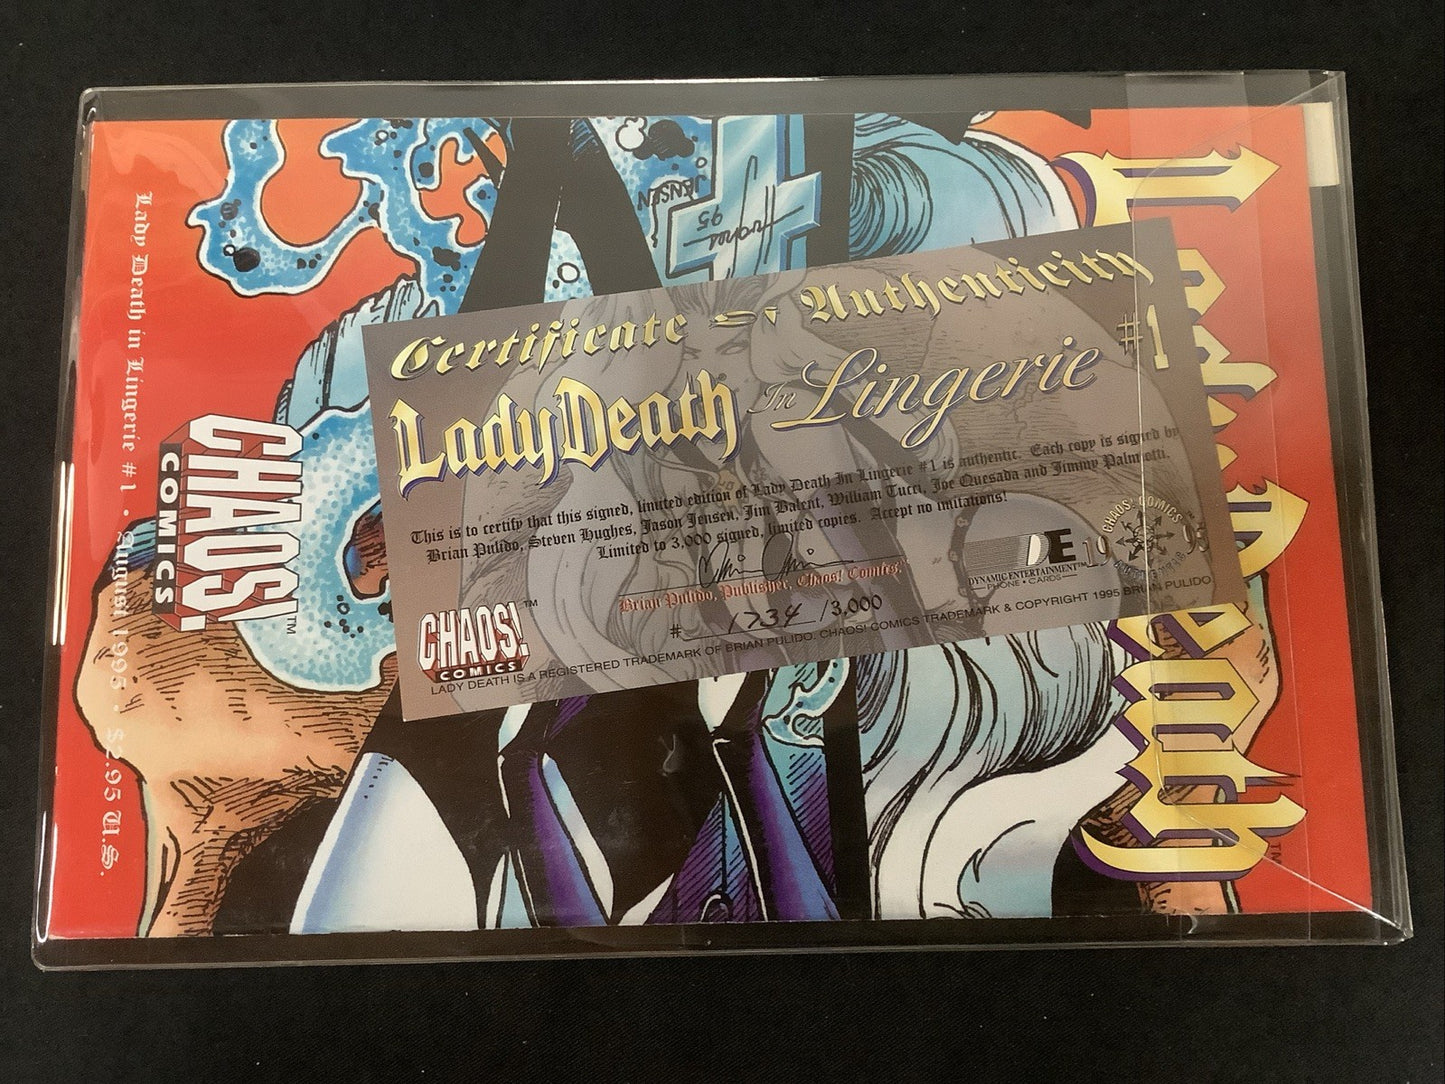 Certificate of Authenticity
Lady Death In Lingerie #1
This is to certify that this signed, limited edition of Lady Death In Lingerie #1 is authentic. Each copy is signed by
Brian Pulido, Steven Hughes, Jason Jensen, Jim Balent, William Tucci, Joe Quesada and Jimmy Palmiotti.
Limited to 3,000 signed, limited copies. Accept no imitations!
Brian Pulido, Publisher, Chaos! Comics
# 1734 /3,000
CHAOS!™
COMICS
DE
DYNAMIC ENTERTAINMENT™
PHONE • CARDS
1995
CHAOS! COMICS™
LADY DEATH IS A REGISTERED TRADEMARK OF BRIAN PULIDO. CHAOS! COMICS TRADEMARK & COPYRIGHT 1995 BRIAN PULIDO
Lady Death™
Hughes
95
JENSEN
CHAOS!™
COMICS
Lady Death in Lingerie #1 . August 1995 . $2.95 U.S.